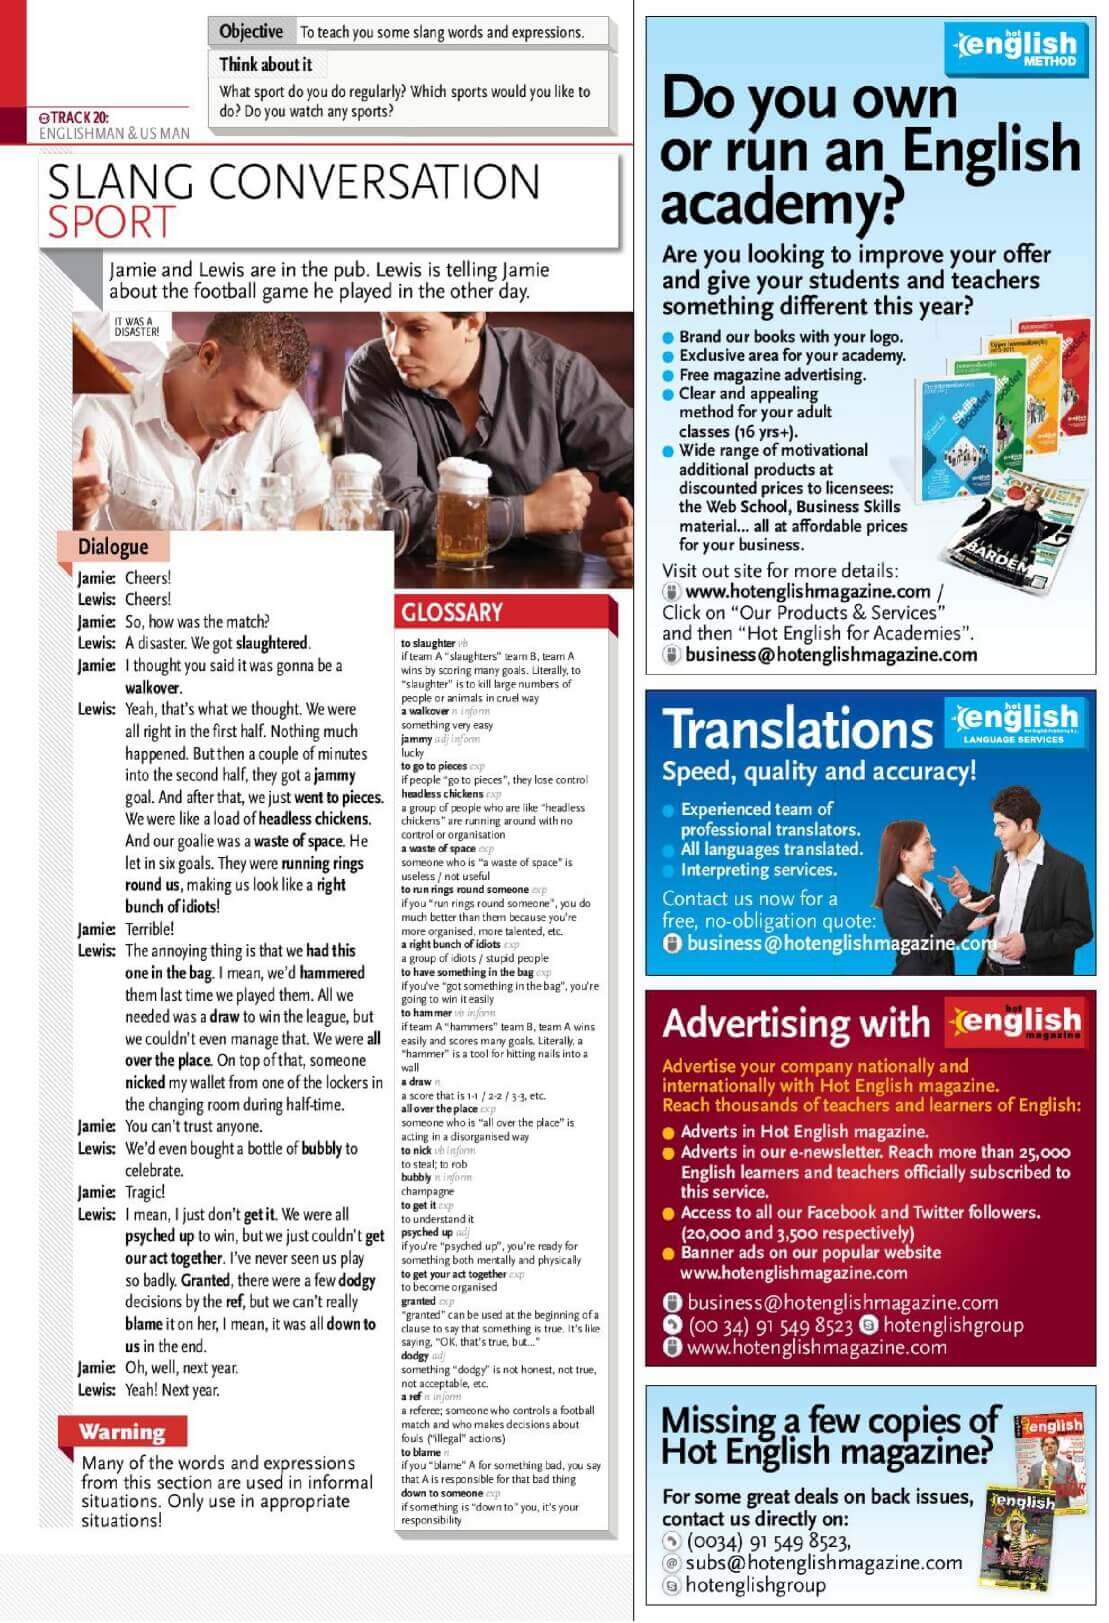 Objective To teach you some slang words and expressions.
Think about it
What sport do you do regularly? Which sports would you like to
do? Do you watch any sports?
TRACK 20:
ENGLISHMAN & US MAN
SLANG CONVERSATION
SPORT
Jamie and Lewis are in the pub. Lewis is telling Jamie
about the football game he played in the other day.
IT WAS A
DISASTER!
Dialogue
Jamie: Cheers!
Lewis: Cheers!
Jamie: So, how was the match?
Lewis: A disaster. We got slaughtered.
Jamie: I thought you said it was gonna be a
walkover.
Lewis: Yeah, that's what we thought. We were
all right in the first half. Nothing much
happened. But then a couple of minutes
into the second half, they got a jammy
goal. And after that, we just went to pieces.
We were like a load of headless chickens.
And our goalie was a waste of space. He
let in six goals. They were running rings
round us, making us look like a right
bunch of idiots!
Jamie: Terrible!
Lewis: The annoying thing is that we had this
one in the bag. I mean, we'd hammered
them last time we played them. All we
needed was a draw to win the league, but
we couldn't even manage that. We were all
over the place. On top of that, someone
nicked my wallet from one of the lockers in
the changing room during half-time.
Jamie: You can't trust anyone.
Lewis: We'd even bought a bottle of bubbly to
celebrate.
Jamie: Tragic!
Lewis: I mean, I just don't get it. We were all
psyched up to win, but we just couldn't get
our act together. I've never seen us play
so badly. Granted, there were a few dodgy
decisions by the ref, but we can't really
blame it on her, I mean, it was all down to
us in the end.
Jamie: Oh, well, next year.
Lewis: Yeah! Next year.
Warning
Many of the words and expressions
from this section are used in informal
situations. Only use in appropriate
situations!
GLOSSARY
to slaughter vb
if team A "slaughters" team B, team A
wins by scoring many goals. Literally, to
"slaughter" is to kill large numbers of
people or animals in cruel way
a walkover n inform
something very easy
jammy adj inform
lucky
to go to pieces exp
if people "go to pieces", they lose control
headless chickens exp
a group of people who are like "headless
chickens" are running around with no
control or organisation
a waste of space exp
someone who is "a waste of space" is
useless / not useful
to run rings round someone exp
if you "run rings round someone", you do
much better than them because you're
more organised, more talented, etc.
a right bunch of idiots exp
a group of idiots / stupid people
to have something in the bag exp
if you've "got something in the bag", you're
going to win it easily
to hammer vb inform
if team A "hammers" team B, team A wins
easily and scores many goals. Literally, a
"hammer" is a tool for hitting nails into a
wall
a draw n
a score that is 1-1 / 2-2 / 3-3, etc.
all over the place exp
someone who is "all over the place" is
acting in a disorganised way
to nick vb inform
to steal; to rob
bubbly n inform
champagne
to get it exp
to understand it
psyched up adj
if you're "psyched up", you're ready for
something both mentally and physically
to get your act together exp
to become organised
granted exp
"granted" can be used at the beginning of a
clause to say that something is true. It's like
saying, "OK, that's true, but..."
dodgy adj
something "dodgy" is not honest, not true,
not acceptable, etc.
a ref n inform
a referee; someone who controls a football
match and who makes decisions about
fouls ("illegal" actions)
to blame n
if you "blame" A for something bad, you say
that A is responsible for that bad thing
down to someone exp
if something is "down to" you, it's your
responsibility
hot
english
METHOD
Do you own
or run an English
academy?
Are you looking to improve your offer
and give your students and teachers
something different this year?
Brand our books with your logo.
Exclusive area for your academy.
Free magazine advertising.
Clear and appealing
method for your adult
classes (16 yrs+).
Wide range of motivational
additional products at
discounted prices to licensees:
the Web School, Business Skills
material... all at affordable prices
for your business.
Skills
Booklet
english
BARDEM
Visit out site for more details:
www.hotenglishmagazine.com /
Click on "Our Products & Services"
and then "Hot English for Academies".
business@hotenglishmagazine.com
Translations
hot
english
LANGUAGE SERVICES
Speed, quality and accuracy!
Experienced team of
professional translators.
All languages translated.
Interpreting services.
Contact us now for a
free, no-obligation quote:
business@hotenglishmagazine.com
Advertising with
hot
english
magazine
Advertise your company nationally and
internationally with Hot English magazine.
Reach thousands of teachers and learners of English:
Adverts in Hot English magazine.
Adverts in our e-newsletter. Reach more than 25,000
English learners and teachers officially subscribed to
this service.
Access to all our Facebook and Twitter followers.
(20,000 and 3,500 respectively)
Banner ads on our popular website
www.hotenglishmagazine.com
business@hotenglishmagazine.com
(00 34) 91 549 8523 hotenglishgroup
www.hotenglishmagazine.com
Missing a few copies of
Hot English magazine?
For some great deals on back issues,
contact us directly on:
(0034) 91 549 8523,
subs@hotenglishmagazine.com
hotenglishgroup
english
english